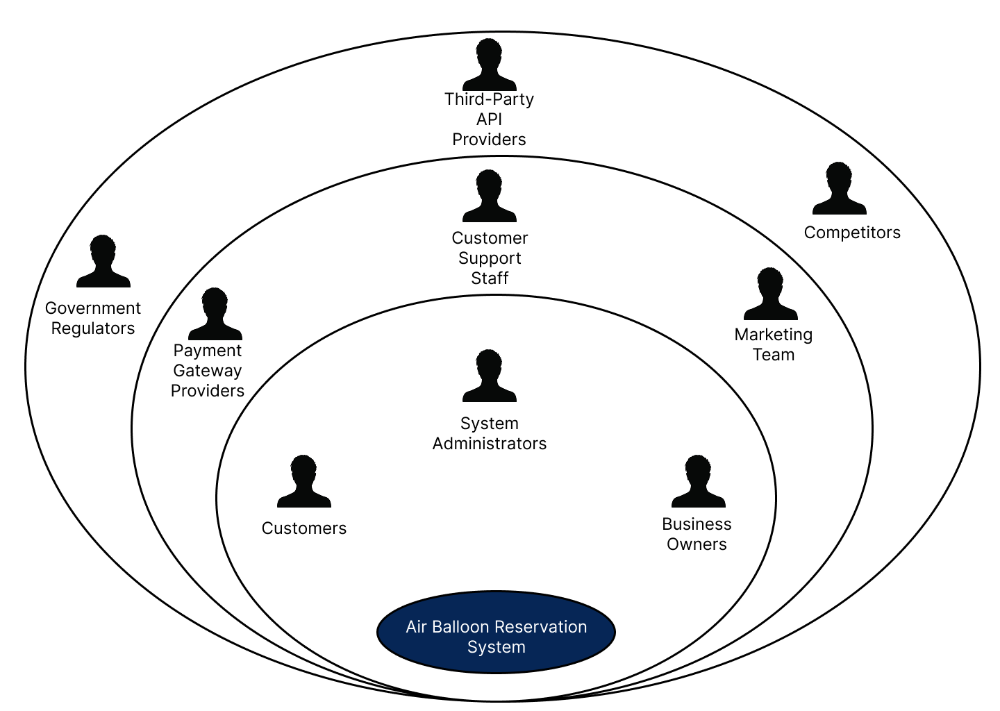 Third-Party
API
Providers
Competitors
Customer
Support
Staff
Government
Regulators
Marketing
Team
Payment
Gateway
Providers
System
Administrators
Customers
Business
Owners
Air Balloon Reservation
System